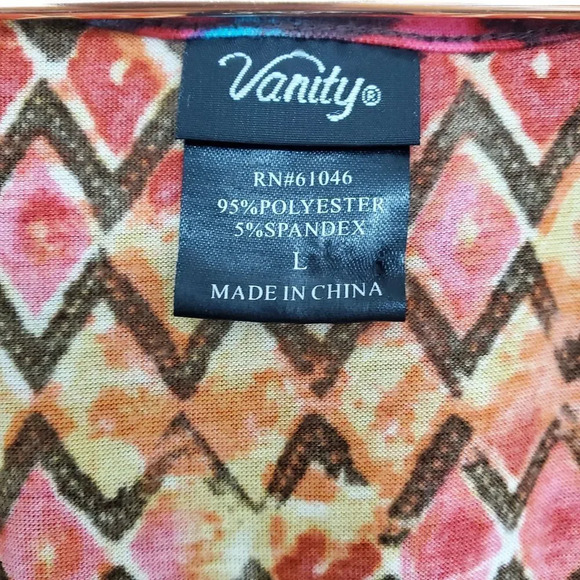 Vanity®
RN#61046
95%POLYESTER
5%SPANDEX
L
MADE IN CHINA